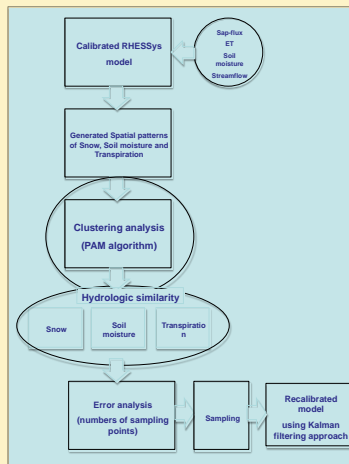 Calibrated RHESSys
model
Sap-flux
ET
Soil
moisture
Streamflow
Generated Spatial patterns
of Snow, Soil moisture and
Transpiration
Clustering analysis
(PAM algorithm)
Hydrologic similarity
Snow
Soil
moisture
Transpiratio
n
Error analysis
(numbers of sampling
points)
Sampling
Recalibrated
model
using Kalman
filtering approach